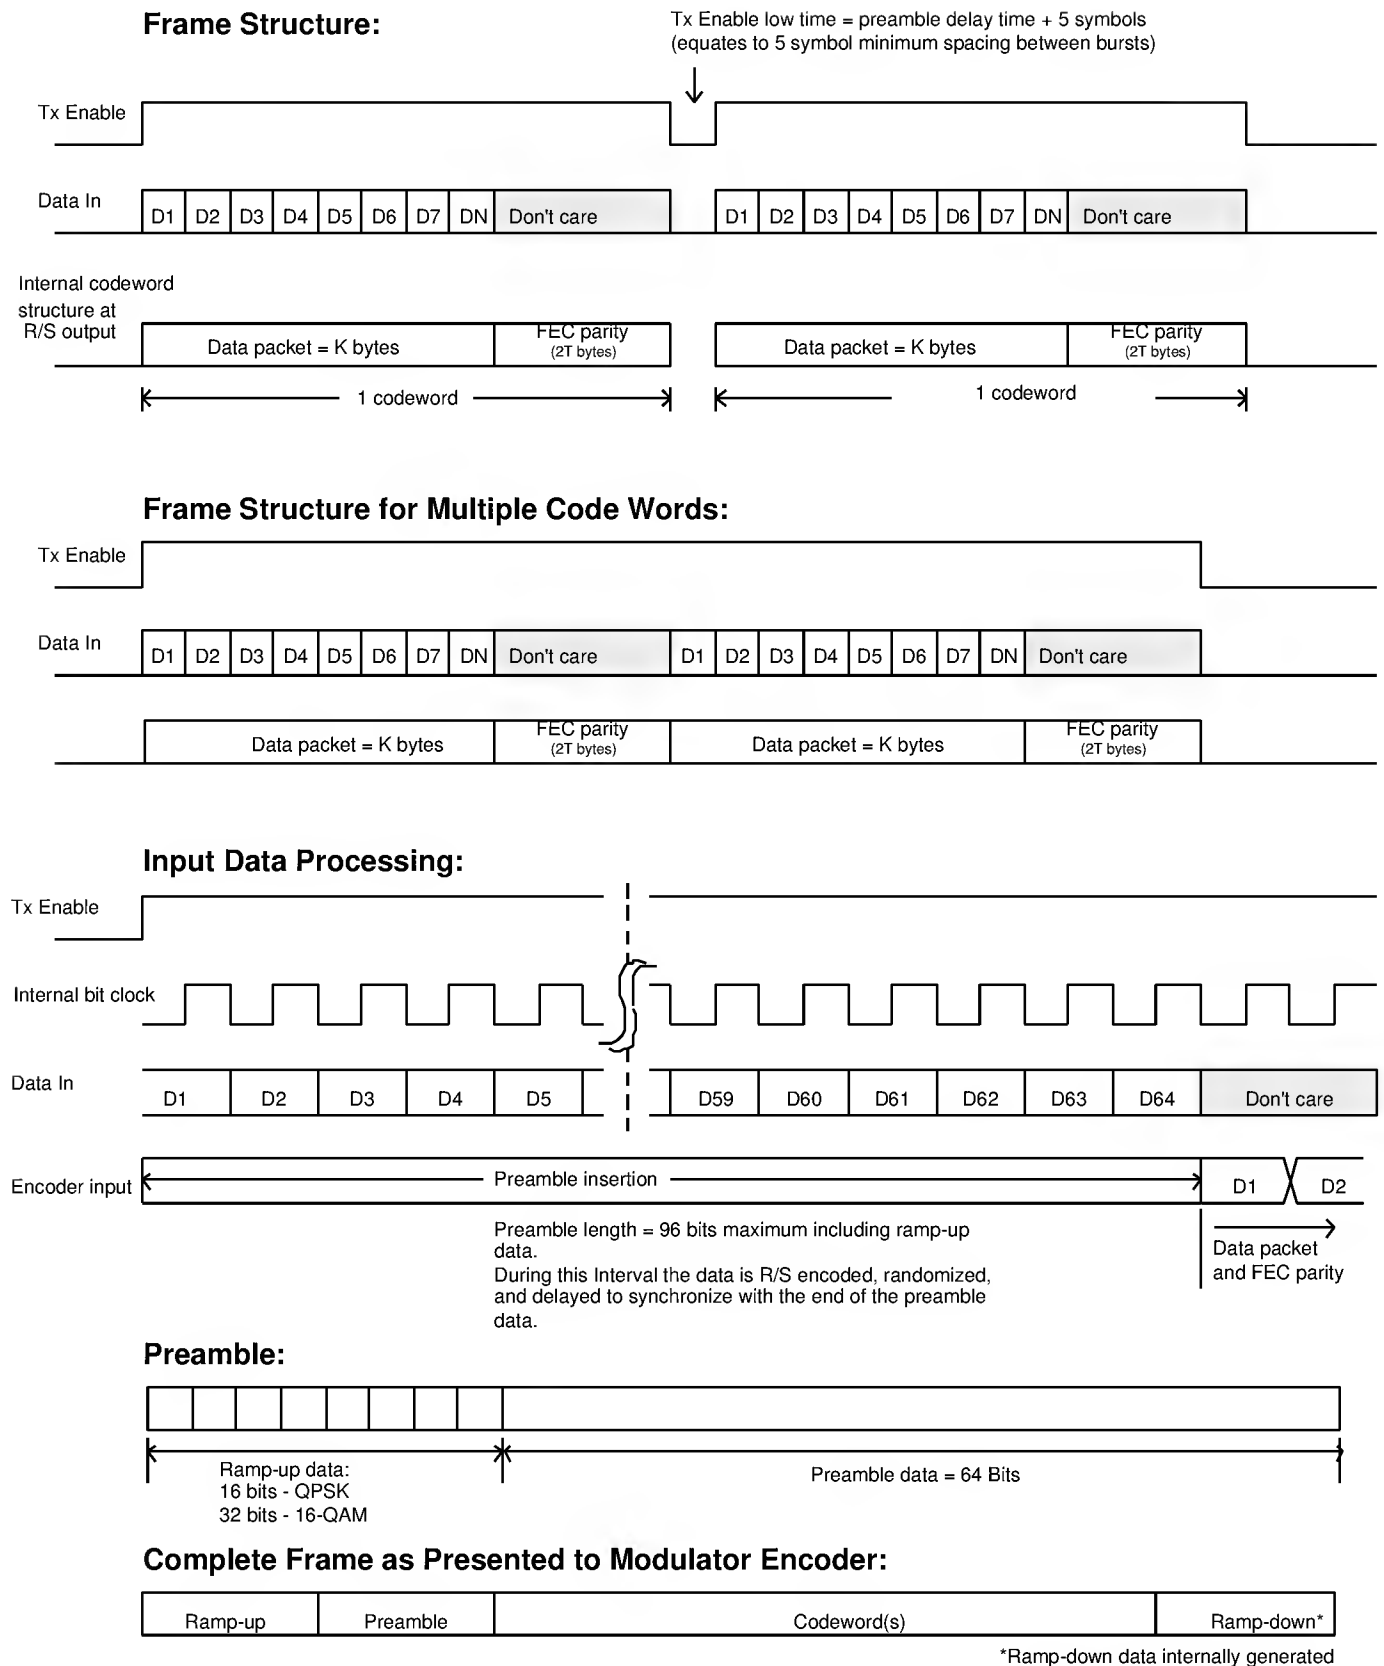 Frame Structure:
Tx Enable low time = preamble delay time + 5 symbols
(equates to 5 symbol minimum spacing between bursts)
Tx Enable
Data In
D1 D2 D3 D4 D5 D6 D7 DN Don't care D1 D2 D3 D4 D5 D6 D7 DN Don't care
Internal codeword
structure at
R/S output
Data packet = K bytes FEC parity Data packet = K bytes FEC parity
(2T bytes) (2T bytes)
1 codeword 1 codeword
Frame Structure for Multiple Code Words:
Tx Enable
Data In
D1 D2 D3 D4 D5 D6 D7 DN Don't care D1 D2 D3 D4 D5 D6 D7 DN Don't care
Data packet = K bytes FEC parity Data packet = K bytes FEC parity
(2T bytes) (2T bytes)
Input Data Processing:
Tx Enable
Internal bit clock
Data In
D1 D2 D3 D4 D5 D59 D60 D61 D62 D63 D64 Don't care
Encoder input
Preamble insertion
D1 D2
Preamble length = 96 bits maximum including ramp-up
data.
During this Interval the data is R/S encoded, randomized,
and delayed to synchronize with the end of the preamble
data.
Data packet
and FEC parity
Preamble:
Ramp-up data:
16 bits - QPSK
32 bits - 16-QAM
Preamble data = 64 Bits
Complete Frame as Presented to Modulator Encoder:
Ramp-up Preamble Codeword(s) Ramp-down*
*Ramp-down data internally generated